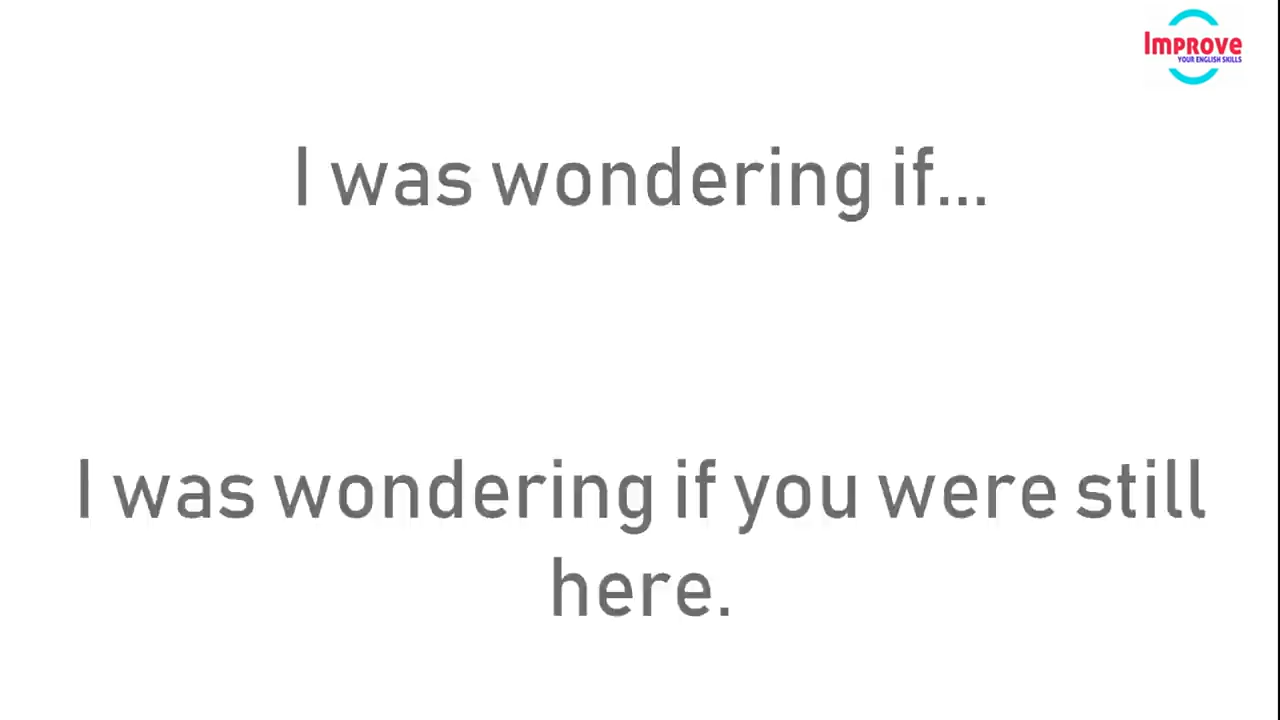 Improve
YOUR ENGLISH SKILLS
I was wondering if...
I was wondering if you were still
here.